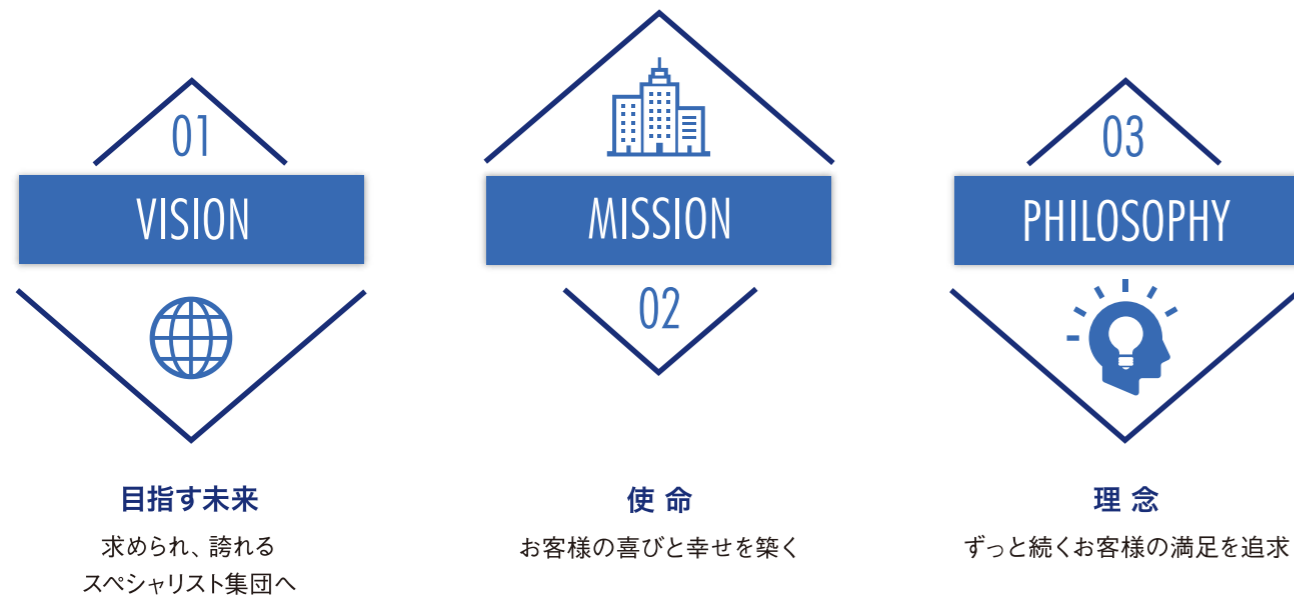 01
VISION
目指す未来
求められ、誇れる
スペシャリスト集団へ
MISSION
02
使 命
お客様の喜びと幸せを築く
03
PHILOSOPHY
理 念
ずっと続くお客様の満足を追求